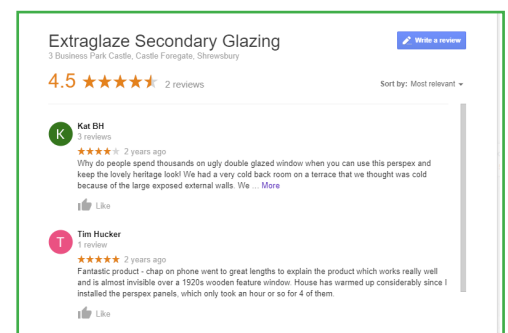 Extraglaze Secondary Glazing
Write a review
3 Business Park Castle, Castle Foregate, Shrewsbury
4.5 2 reviews
Sort by: Most relevant
K
Kat BH
3 reviews
2 years ago
Why do people spend thousands on ugly double glazed window when you can use this perspex and
keep the lovely heritage look! We had a very cold back room on a terrace that we thought was cold
because of the large exposed external walls. We ... More
Like
T
Tim Hucker
1 review
2 years ago
Fantastic product - chap on phone went to great lengths to explain the product which works really well
and is almost invisible over a 1920s wooden feature window. House has warmed up considerably since I
installed the perspex panels, which only took an hour or so for 4 of them.
Like